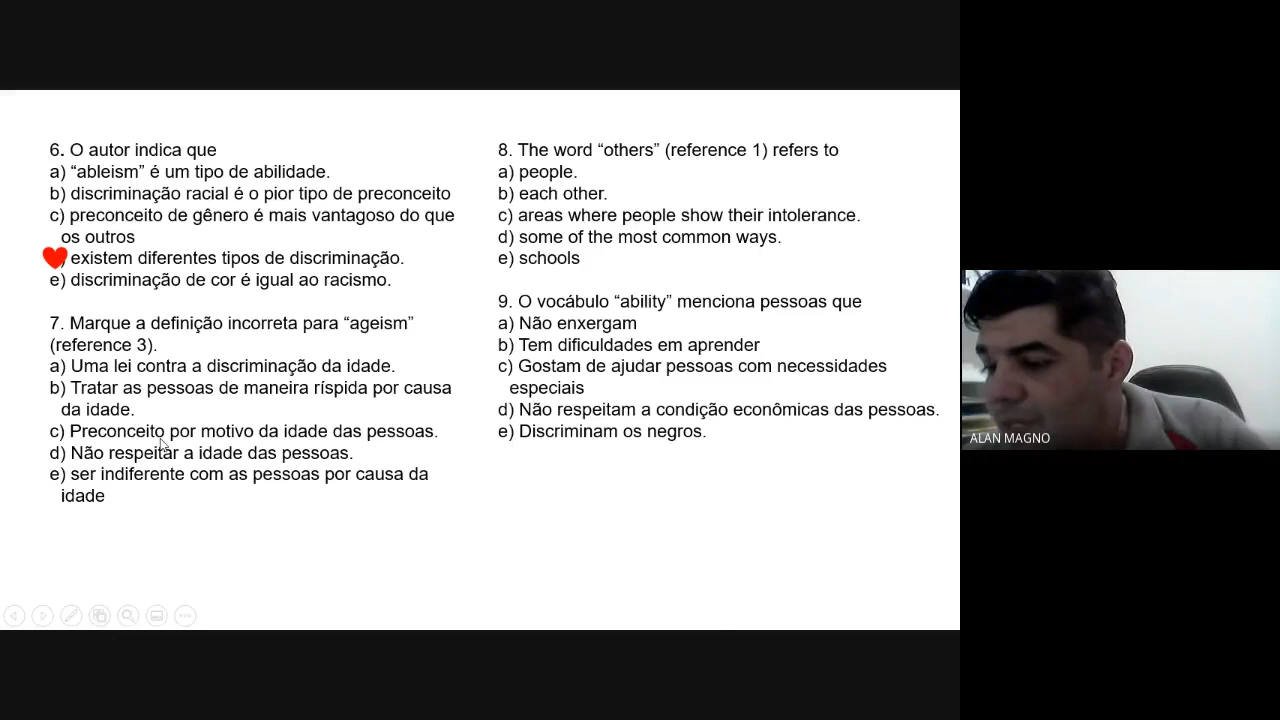 6. O autor indica que
a) “ableism” é um tipo de abilidade.
b) discriminação racial é o pior tipo de preconceito
c) preconceito de gênero é mais vantagoso do que
os outros
) existem diferentes tipos de discriminação.
e) discriminação de cor é igual ao racismo.
7. Marque a definição incorreta para “ageism”
(reference 3).
a) Uma lei contra a discriminação da idade.
b) Tratar as pessoas de maneira ríspida por causa
da idade.
c) Preconceito por motivo da idade das pessoas.
d) Não respeitar a idade das pessoas.
e) ser indiferente com as pessoas por causa da
idade
8. The word “others” (reference 1) refers to
a) people.
b) each other.
c) areas where people show their intolerance.
d) some of the most common ways.
e) schools
9. O vocábulo “ability” menciona pessoas que
a) Não enxergam
b) Tem dificuldades em aprender
c) Gostam de ajudar pessoas com necessidades
especiais
d) Não respeitam a condição econômicas das pessoas.
e) Discriminam os negros.
ALAN MAGNO